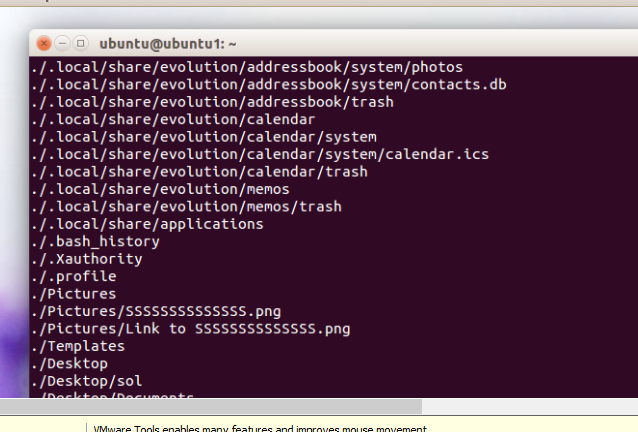 ubuntu@ubuntu1: ~
./.local/share/evolution/addressbook/system/photos
./.local/share/evolution/addressbook/system/contacts.db
./.local/share/evolution/addressbook/trash
./.local/share/evolution/calendar
./.local/share/evolution/calendar/system
./.local/share/evolution/calendar/system/calendar.ics
./.local/share/evolution/calendar/trash
./.local/share/evolution/memos
./.local/share/evolution/memos/trash
./.local/share/applications
./.bash_history
./.Xauthority
./.profile
./Pictures
./Pictures/SSSSSSSSSSSSSS.png
./Pictures/Link to SSSSSSSSSSSSSS.png
./Templates
./Desktop
./Desktop/sol
./Desktop/Documents
VMware Tools enables many features and improves mouse movement